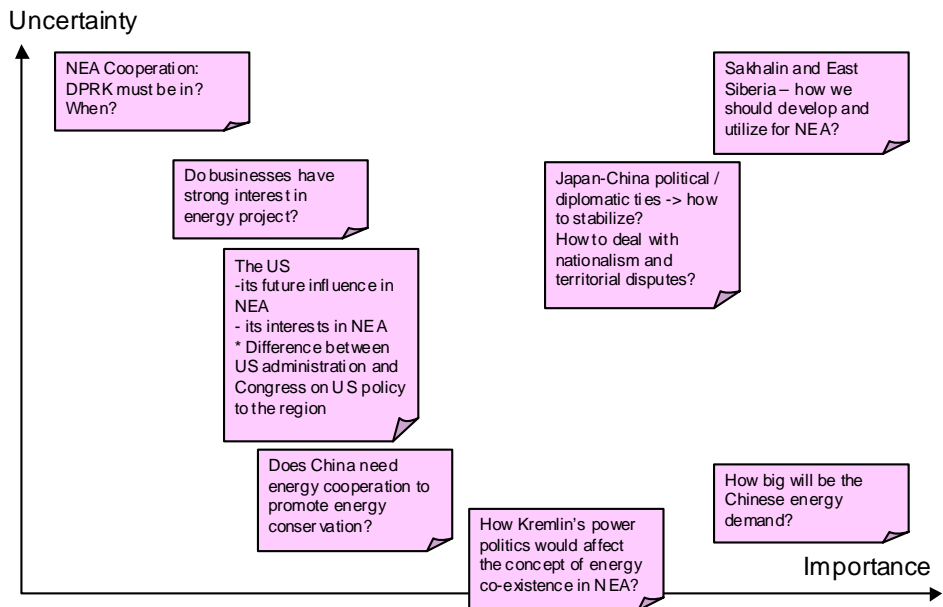 Uncertainty
NEA Cooperation:
DPRK must be in?
When?
Sakhalin and East
Siberia – how we
should develop and
utilize for NEA?
Do businesses have
strong interest in
energy project?
Japan-China political /
diplomatic ties -> how
to stabilize?
How to deal with
nationalism and
territorial disputes?
The US
-its future influence in
NEA
- its interests in NEA
* Difference between
US administration and
Congress on US policy
to the region
Does China need
energy cooperation to
promote energy
conservation?
How big will be the
Chinese energy
demand?
How Kremlin's power
politics would affect
the concept of energy
co-existence in NEA?
Importance